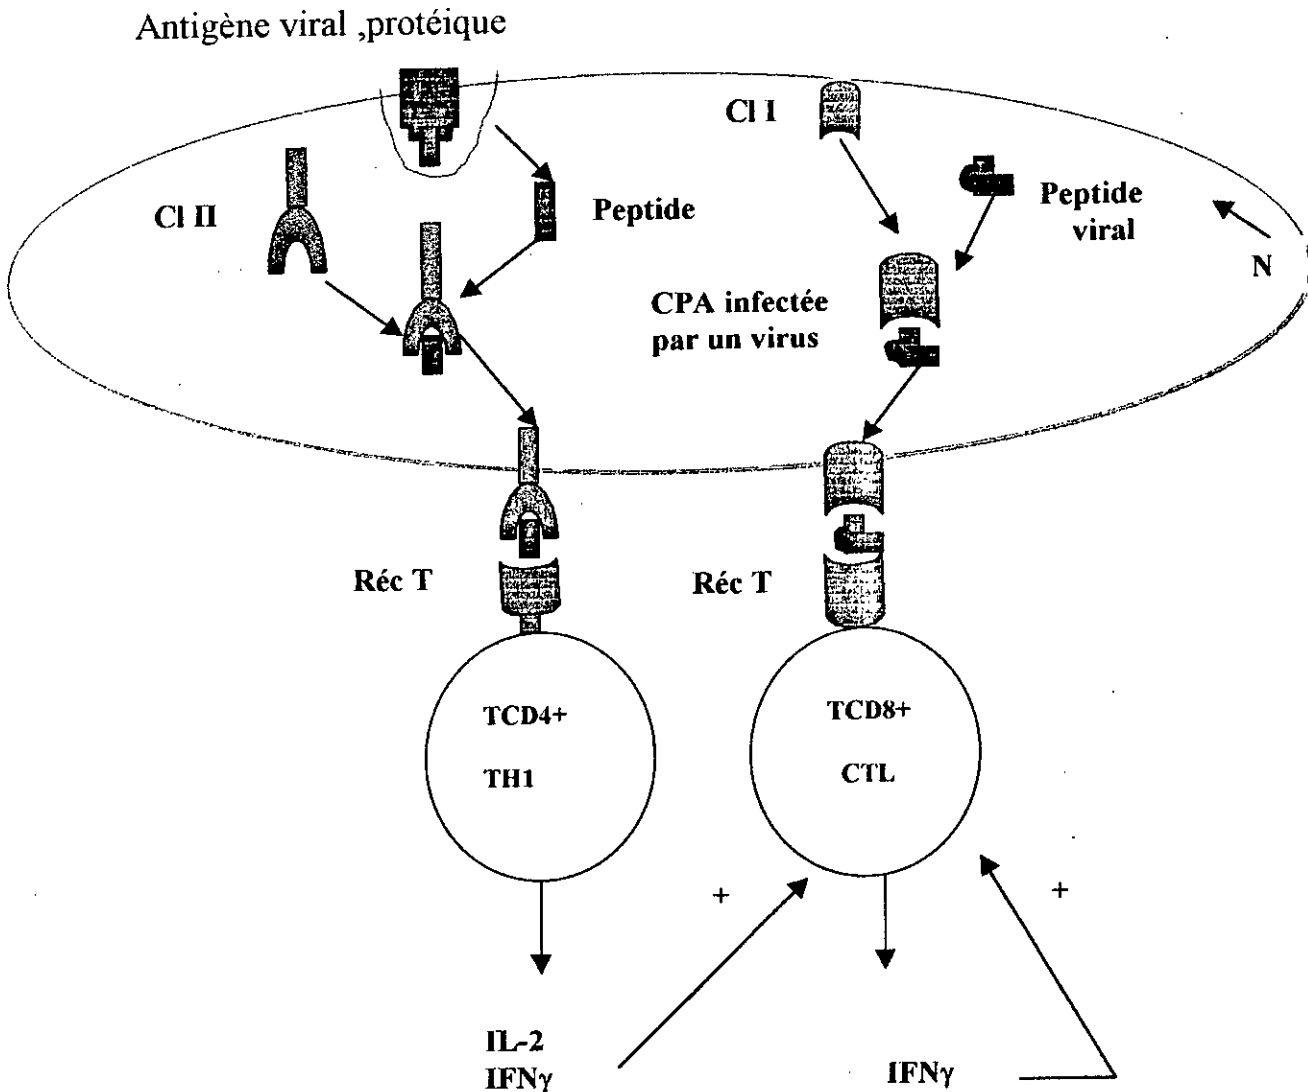 Antigène viral ,protéique
Cl I
Cl II
Peptide
Peptide
viral
N
CPA infectée
par un virus
Réc T
Réc T
TCD4+
TH1
TCD8+
CTL
+
+
IL-2
IFNγ
IFNγ